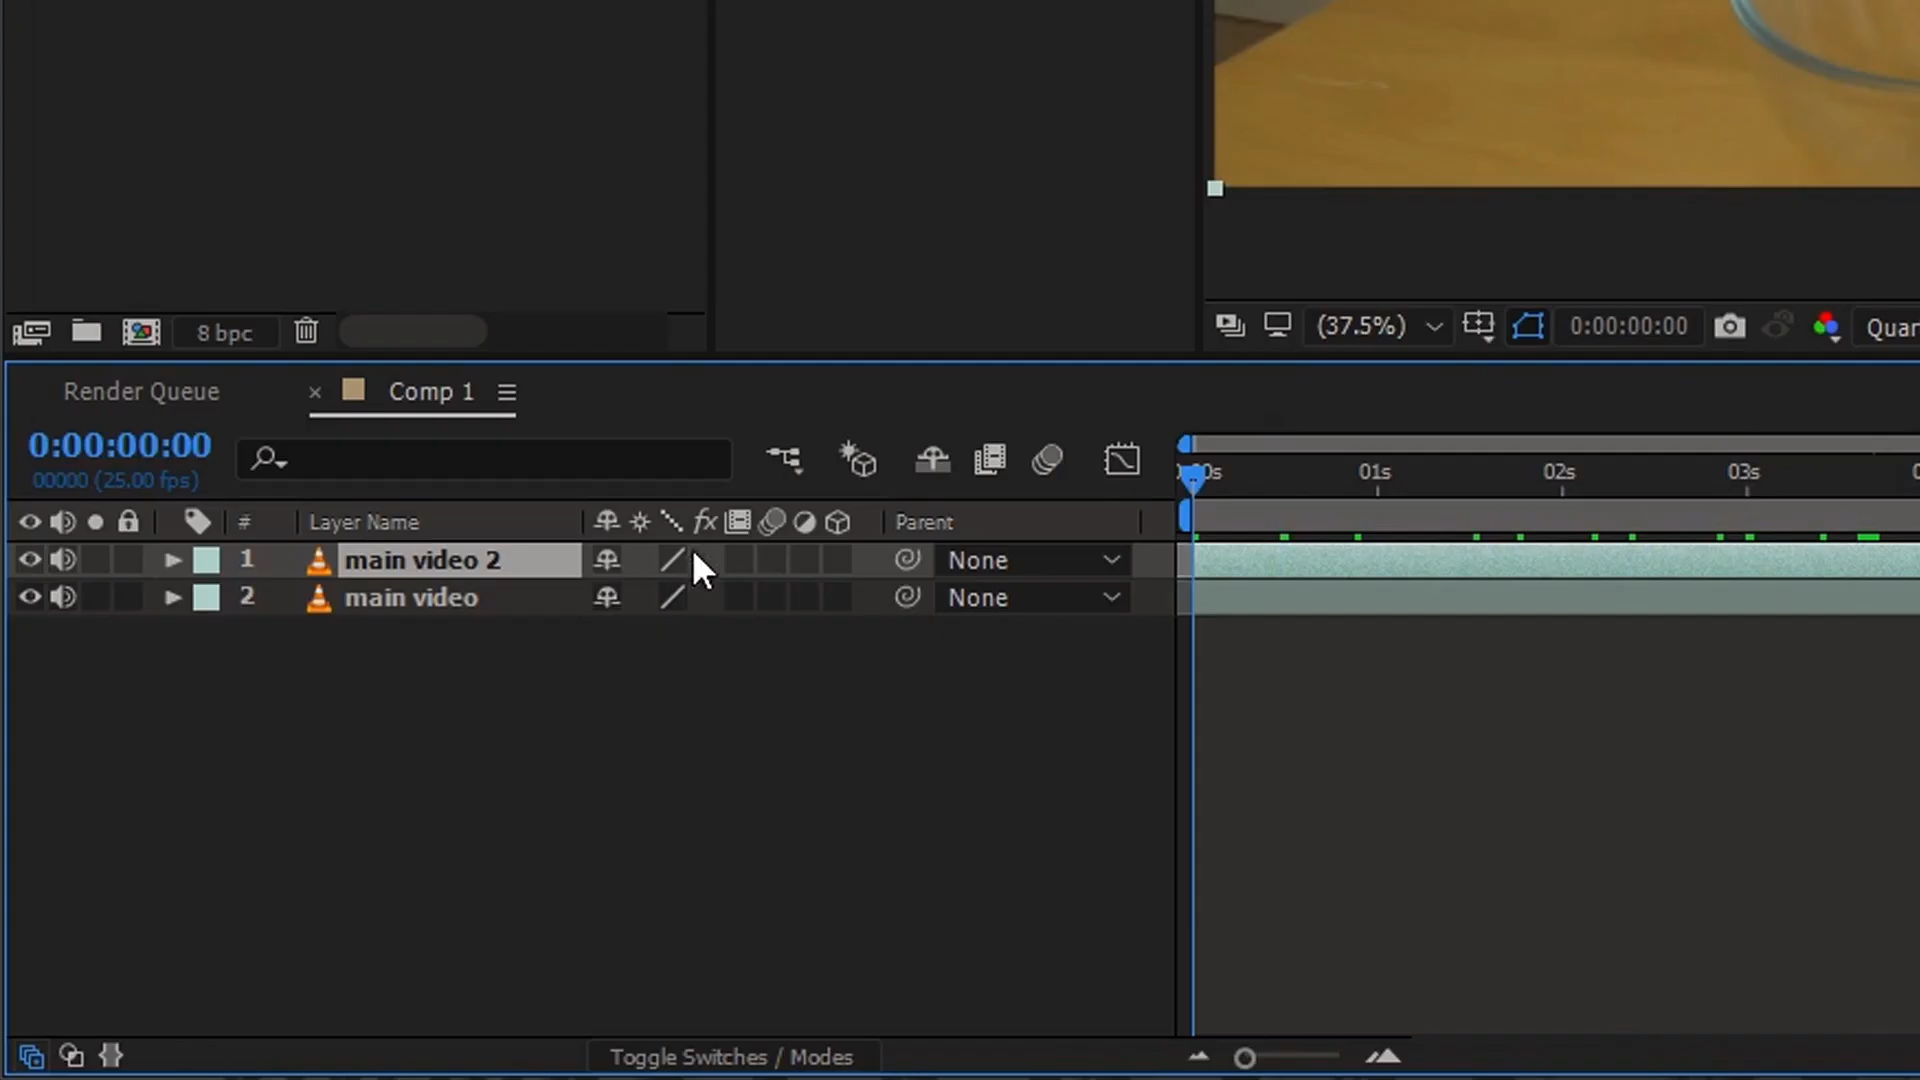 8 bpc
(37.5%)
0:00:00:00
Quar
Render Queue
× Comp 1
0:00:00:00
00000 (25.00 fps)
01s
02s
03s
# Layer Name
fx
Parent
1 main video 2 None
2 main video None
Toggle Switches / Modes